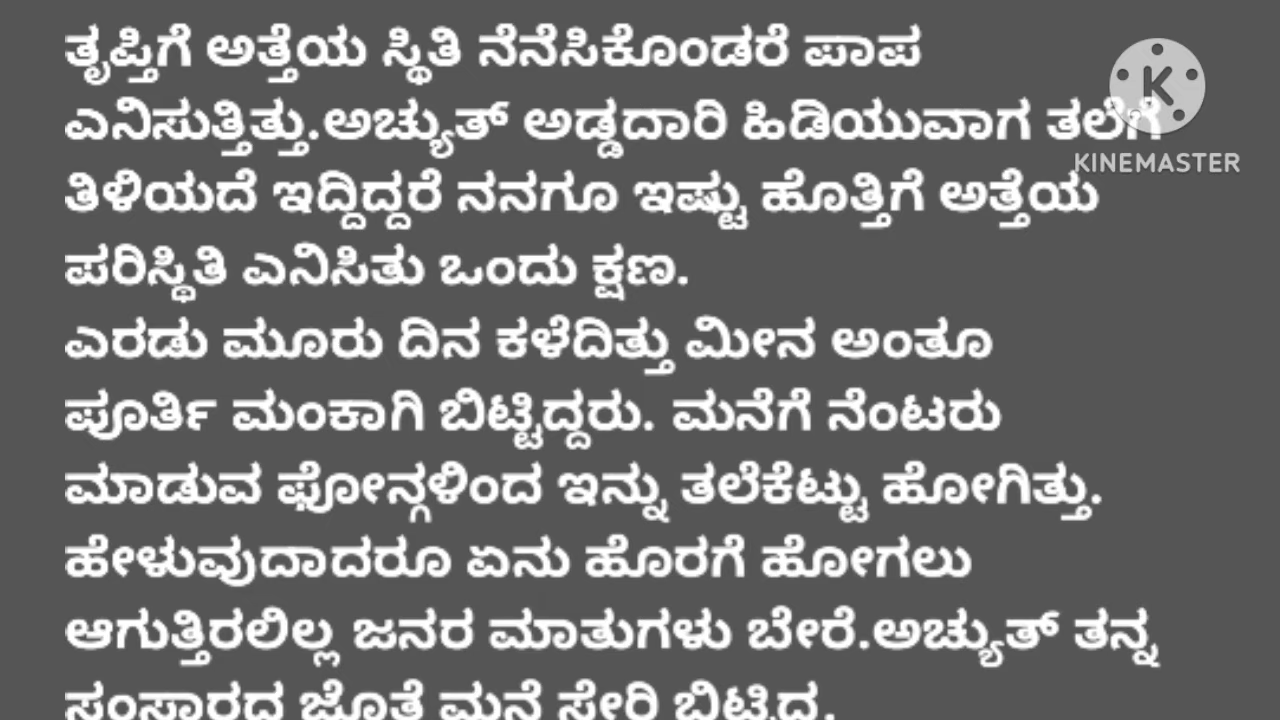 ತೃಪ್ತಿಗೆ ಅತ್ತೆಯ ಸ್ಥಿತಿ ನೆನೆಸಿಕೊಂಡರೆ ಪಾಪ
ಎನಿಸುತ್ತಿತ್ತು.ಅಚ್ಯುತ್ ಅಡ್ಡದಾರಿ ಹಿಡಿಯುವಾಗ ತಲೆಗೆ
K
KINEMASTER
ತಿಳಿಯದೆ ಇದ್ದಿದ್ದರೆ ನನಗೂ ಇಷ್ಟು ಹೊತ್ತಿಗೆ ಅತ್ತೆಯ
ಪರಿಸ್ಥಿತಿ ಎನಿಸಿತು ಒಂದು ಕ್ಷಣ.
ಎರಡು ಮೂರು ದಿನ ಕಳೆದಿತ್ತು ಮೀನ ಅಂತೂ
ಪೂರ್ತಿ ಮಂಕಾಗಿ ಬಿಟ್ಟಿದ್ದರು. ಮನೆಗೆ ನೆಂಟರು
ಮಾಡುವ ಫೋನ್ಗಳಿಂದ ಇನ್ನು ತಲೆಕೆಟ್ಟು ಹೋಗಿತ್ತು.
ಹೇಳುವುದಾದರೂ ಏನು ಹೊರಗೆ ಹೋಗಲು
ಆಗುತ್ತಿರಲಿಲ್ಲ ಜನರ ಮಾತುಗಳು ಬೇರೆ.ಅಚ್ಯುತ್ ತನ್ನ
ಸಂಸಾರದ ಜೊತೆ ಮನೆ ಸೇರಿ ಬಿಟ್ಟಿದ್ದ.